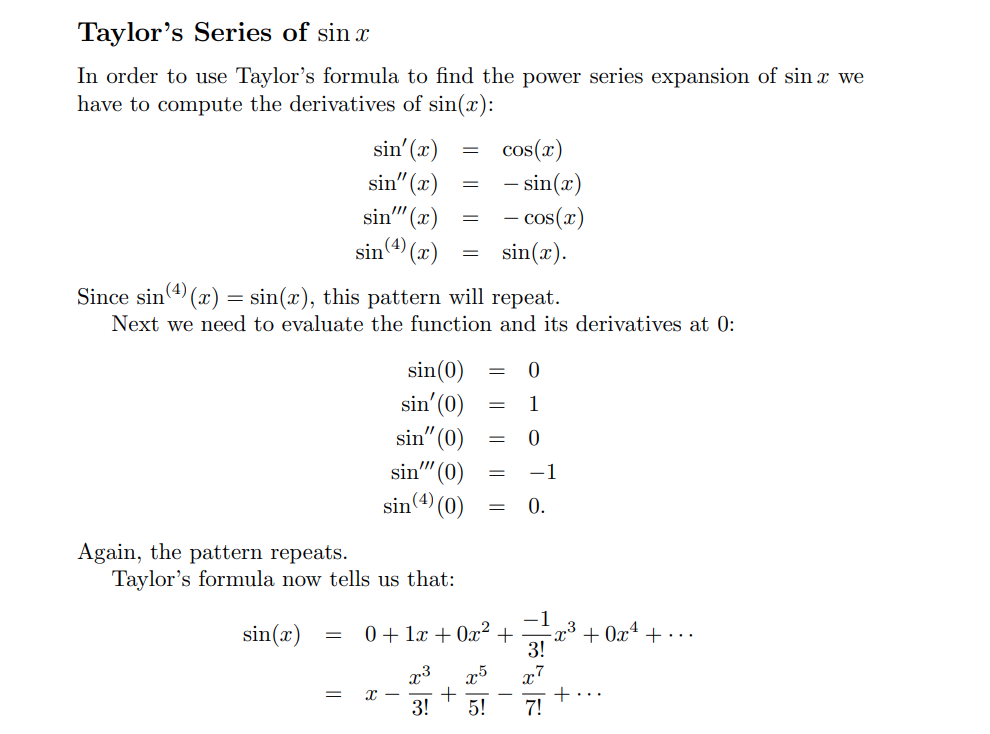 Taylor's Series of sin x
In order to use Taylor's formula to find the power series expansion of sin x we
have to compute the derivatives of sin(x):
sin′(x) = cos(x)
sin″(x) = − sin(x)
sin‴(x) = − cos(x)
sin⁽⁴⁾(x) = sin(x).
Since sin⁽⁴⁾(x) = sin(x), this pattern will repeat.
Next we need to evaluate the function and its derivatives at 0:
sin(0) = 0
sin′(0) = 1
sin″(0) = 0
sin‴(0) = −1
sin⁽⁴⁾(0) = 0.
Again, the pattern repeats.
Taylor's formula now tells us that:
sin(x) = 0 + 1x + 0x² + −1/3! x³ + 0x⁴ + ⋯
= x − x³/3! + x⁵/5! − x⁷/7! + ⋯